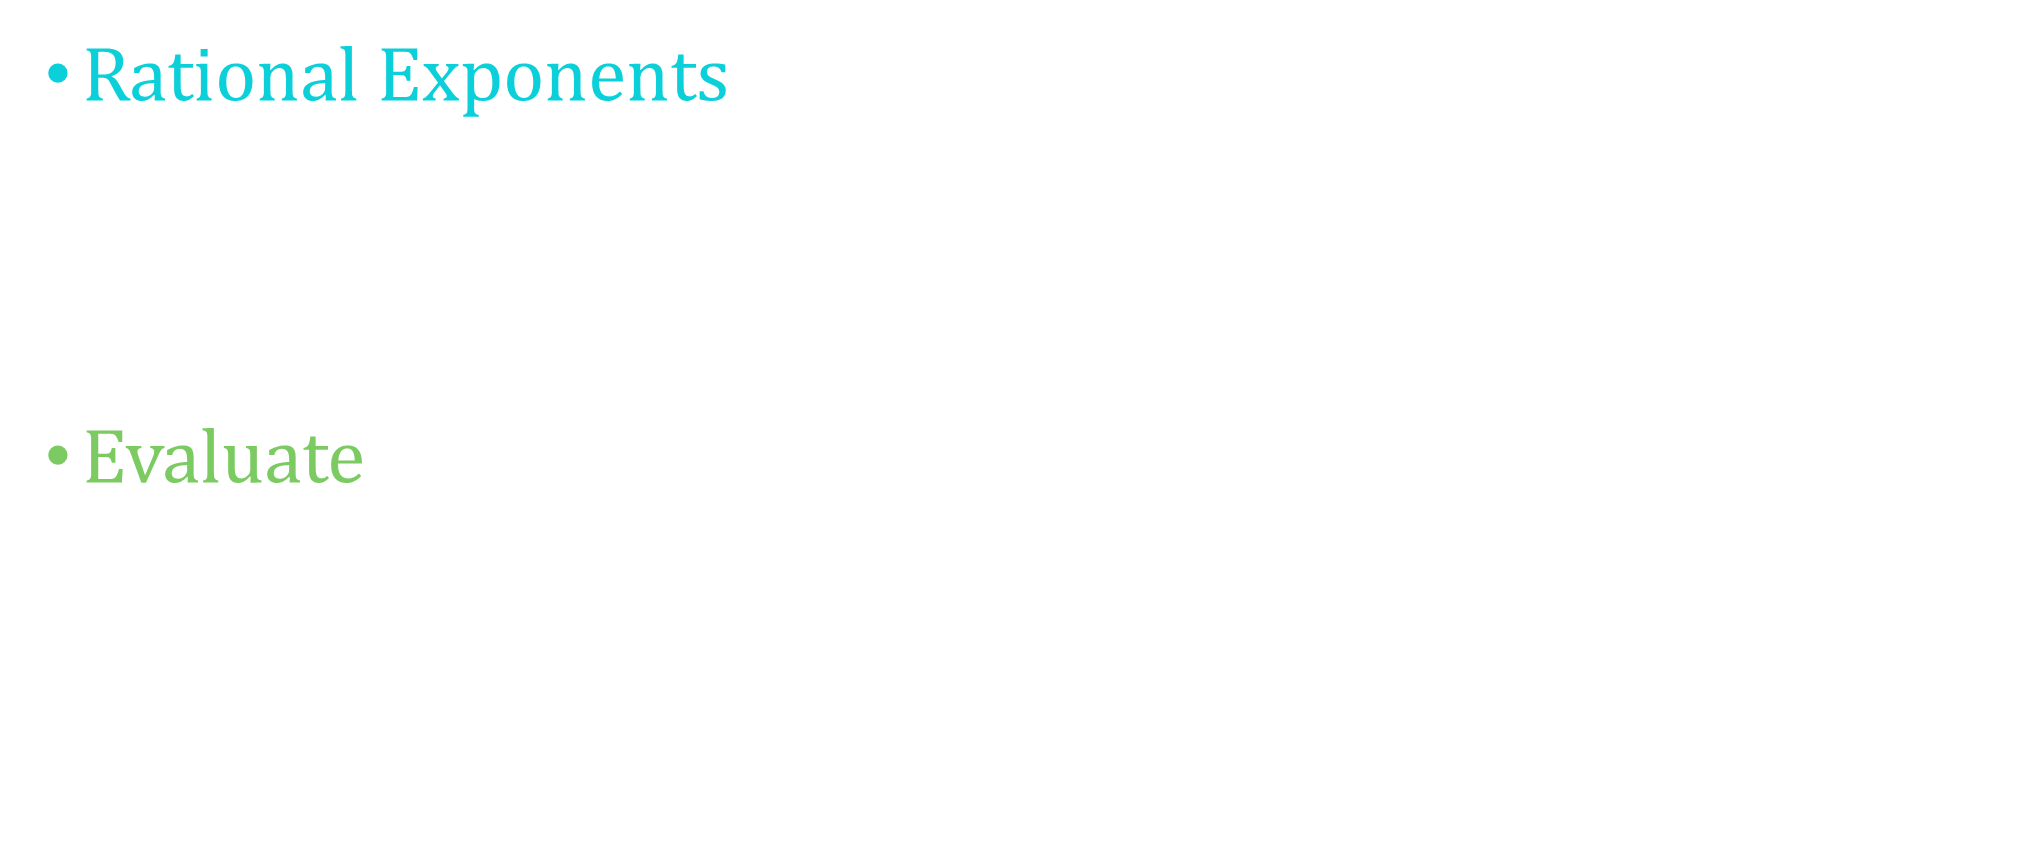 • Rational Exponents
• Evaluate